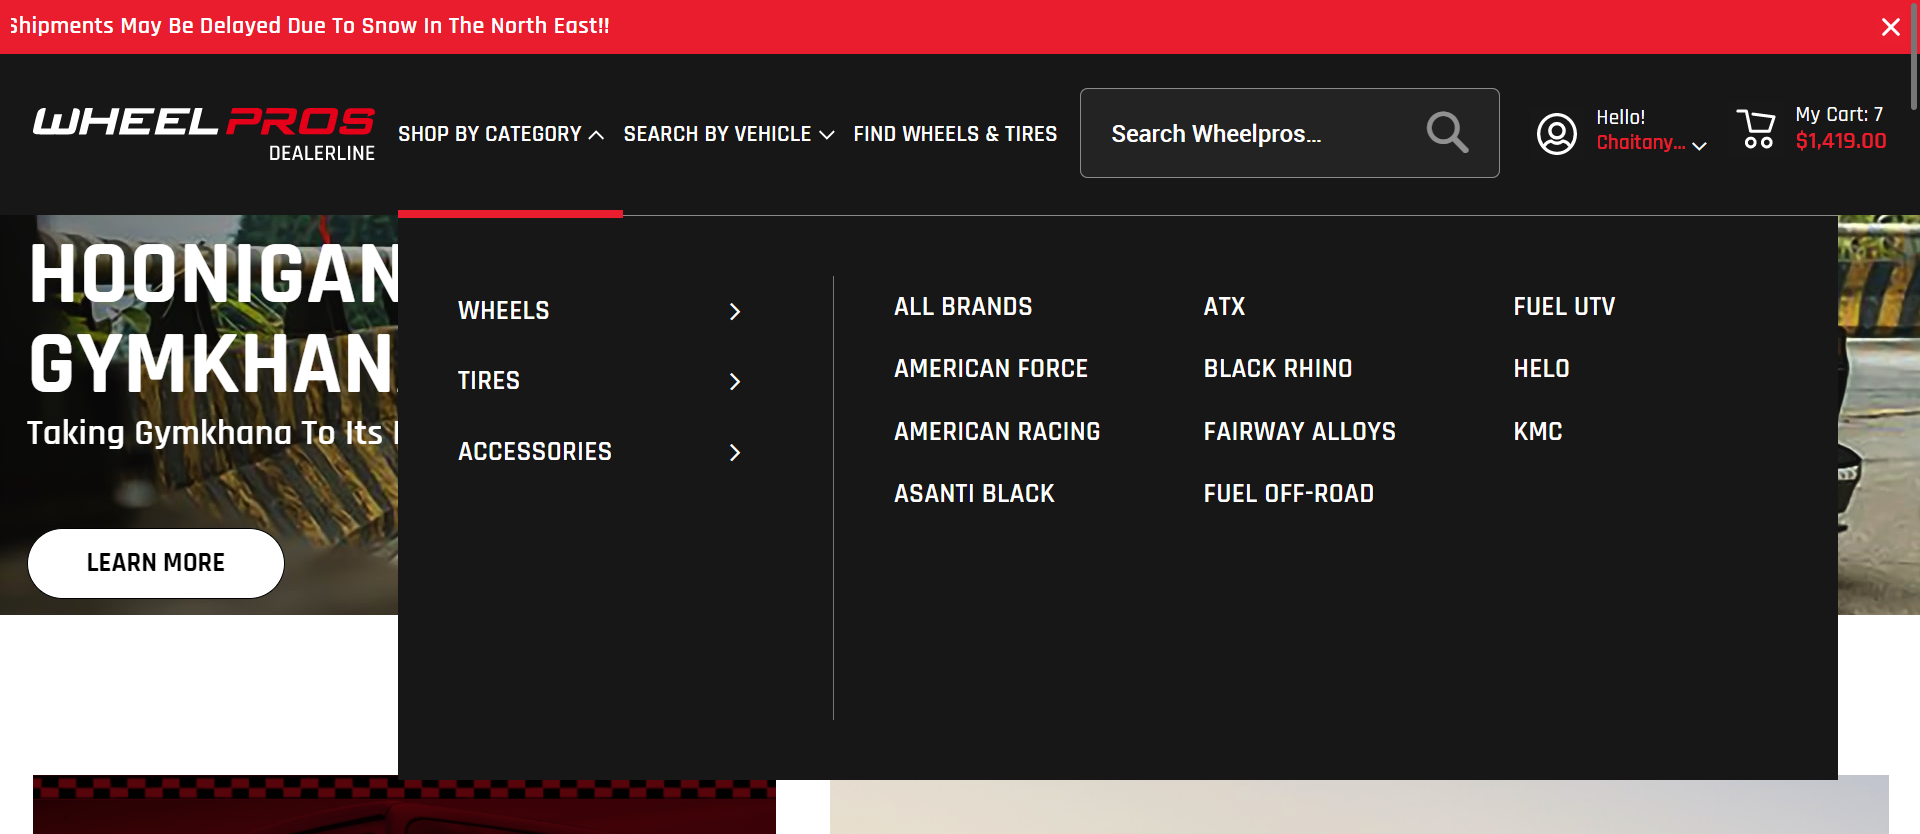 Shipments May Be Delayed Due To Snow In The North East!!
WHEEL PROS
DEALERLINE
SHOP BY CATEGORY
SEARCH BY VEHICLE
FIND WHEELS & TIRES
Search Wheelpros...
Hello!
Chaitany...
My Cart: 7
$1,419.00
HOONIGAN
GYMKHAN
Taking Gymkhana To Its
LEARN MORE
WHEELS
TIRES
ACCESSORIES
ALL BRANDS
AMERICAN FORCE
AMERICAN RACING
ASANTI BLACK
ATX
BLACK RHINO
FAIRWAY ALLOYS
FUEL OFF-ROAD
FUEL UTV
HELO
KMC